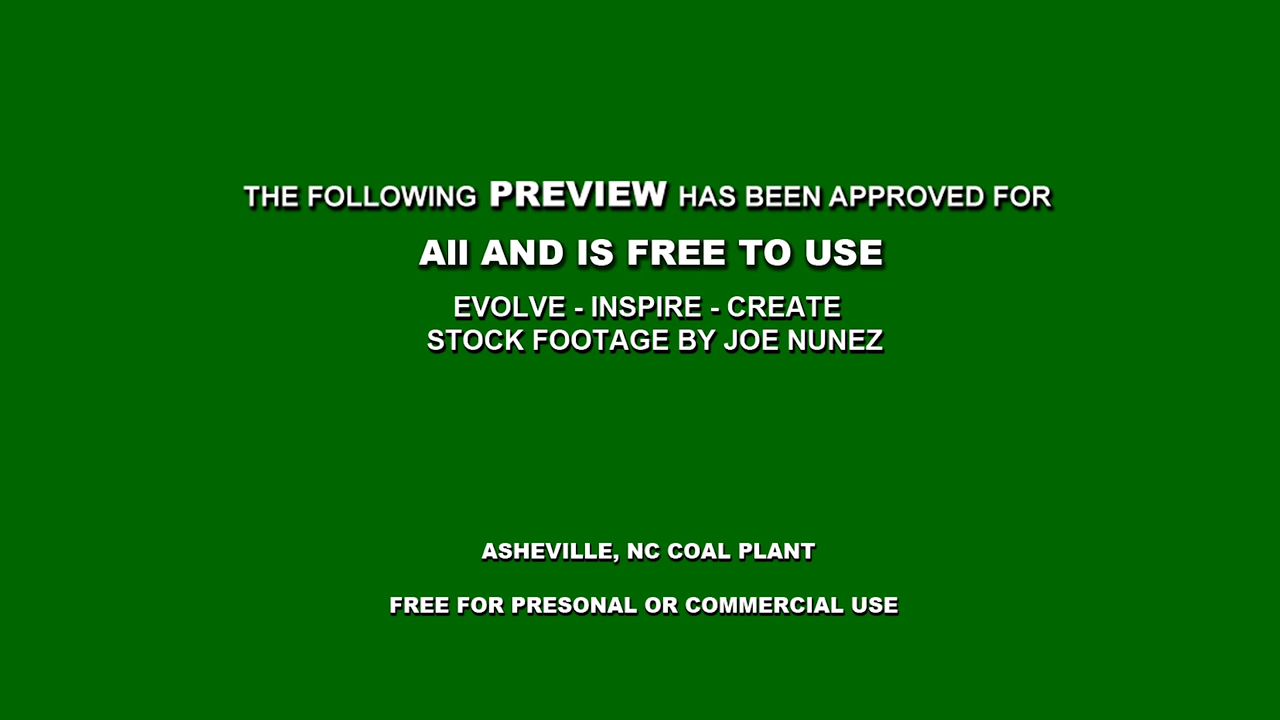 THE FOLLOWING PREVIEW HAS BEEN APPROVED FOR
All AND IS FREE TO USE
EVOLVE - INSPIRE - CREATE
STOCK FOOTAGE BY JOE NUNEZ
ASHEVILLE, NC COAL PLANT
FREE FOR PRESONAL OR COMMERCIAL USE